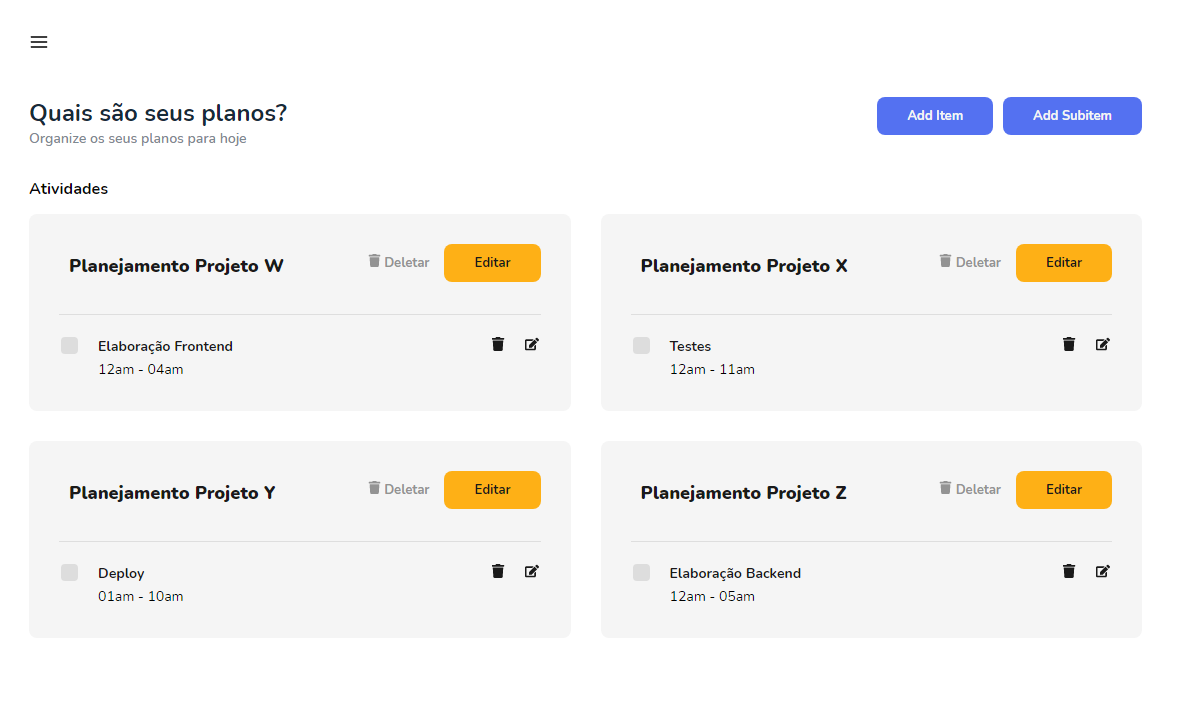 Quais são seus planos?
Organize os seus planos para hoje
Add Item
Add Subitem
Atividades
Planejamento Projeto W
Deletar
Editar
Elaboração Frontend
12am - 04am
Planejamento Projeto X
Deletar
Editar
Testes
12am - 11am
Planejamento Projeto Y
Deletar
Editar
Deploy
01am - 10am
Planejamento Projeto Z
Deletar
Editar
Elaboração Backend
12am - 05am